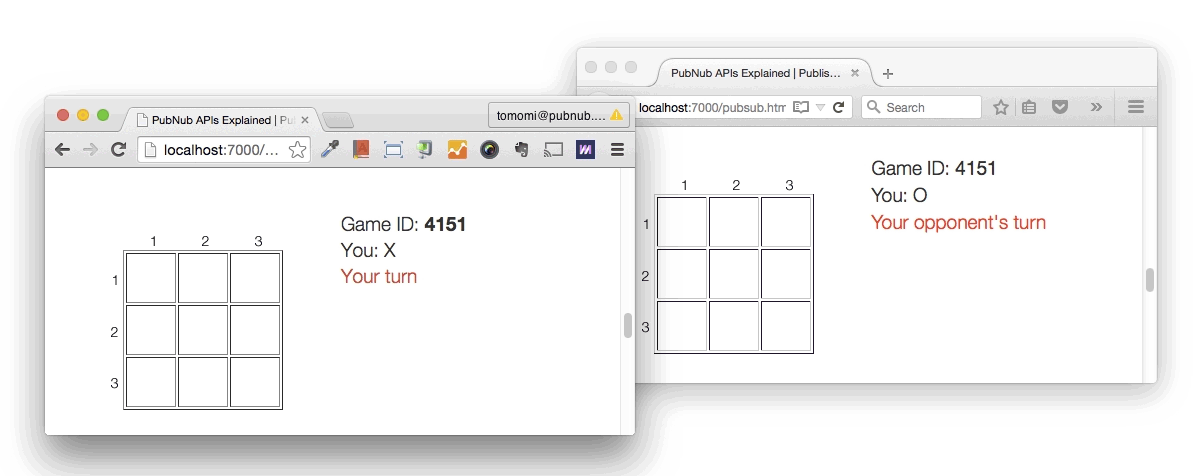 PubNub APIs Explained | Pub
tomomi@pubnub....
localhost:7000/...
1 2 3
1
2
3
Game ID: 4151
You: X
Your turn
PubNub APIs Explained | Publis...
localhost:7000/pubsub.htm
Search
1 2 3
1
2
3
Game ID: 4151
You: O
Your opponent's turn